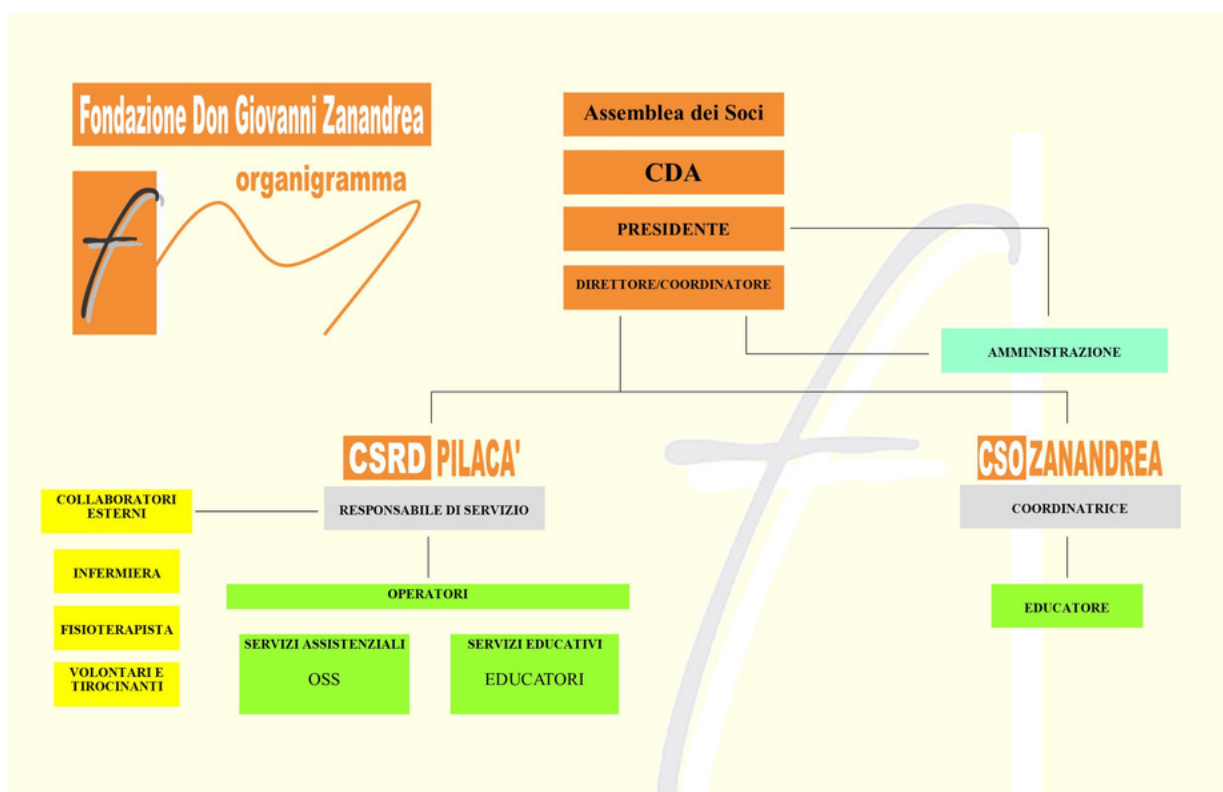 Fondazione Don Giovanni Zanandrea
organigramma
Assemblea dei Soci
CDA
PRESIDENTE
DIRETTORE/COORDINATORE
AMMINISTRAZIONE
CSRD PILACA'
RESPONSABILE DI SERVIZIO
CSO ZANANDREA
COORDINATRICE
COLLABORATORI
ESTERNI
INFERMIERA
FISIOTERAPISTA
VOLONTARI E
TIROCINANTI
OPERATORI
SERVIZI ASSISTENZIALI
OSS
SERVIZI EDUCATIVI
EDUCATORI
EDUCATORE